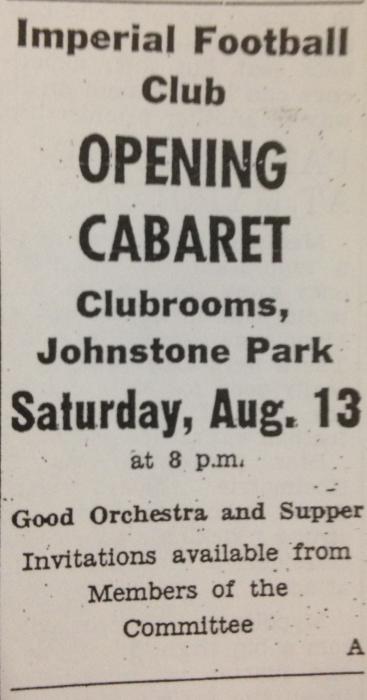 Imperial Football
Club
OPENING
CABARET
Clubrooms,
Johnstone Park
Saturday, Aug. 13
at 8 p.m.
Good Orchestra and Supper
Invitations available from
Members of the
Committee
A